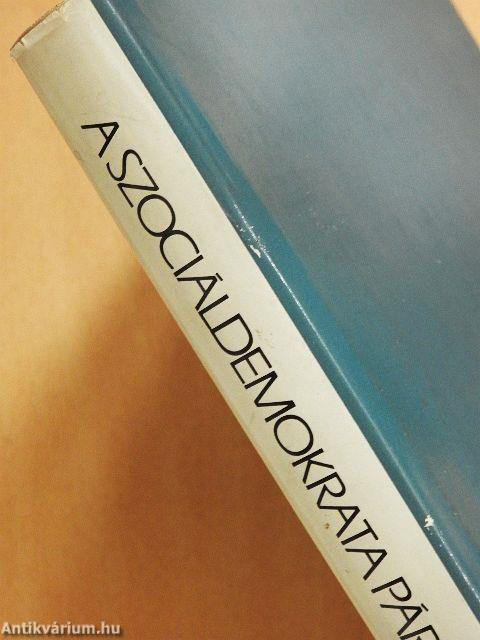 A SZOCIÁLDEMOKRATA PÁR
Antikvárium.hu